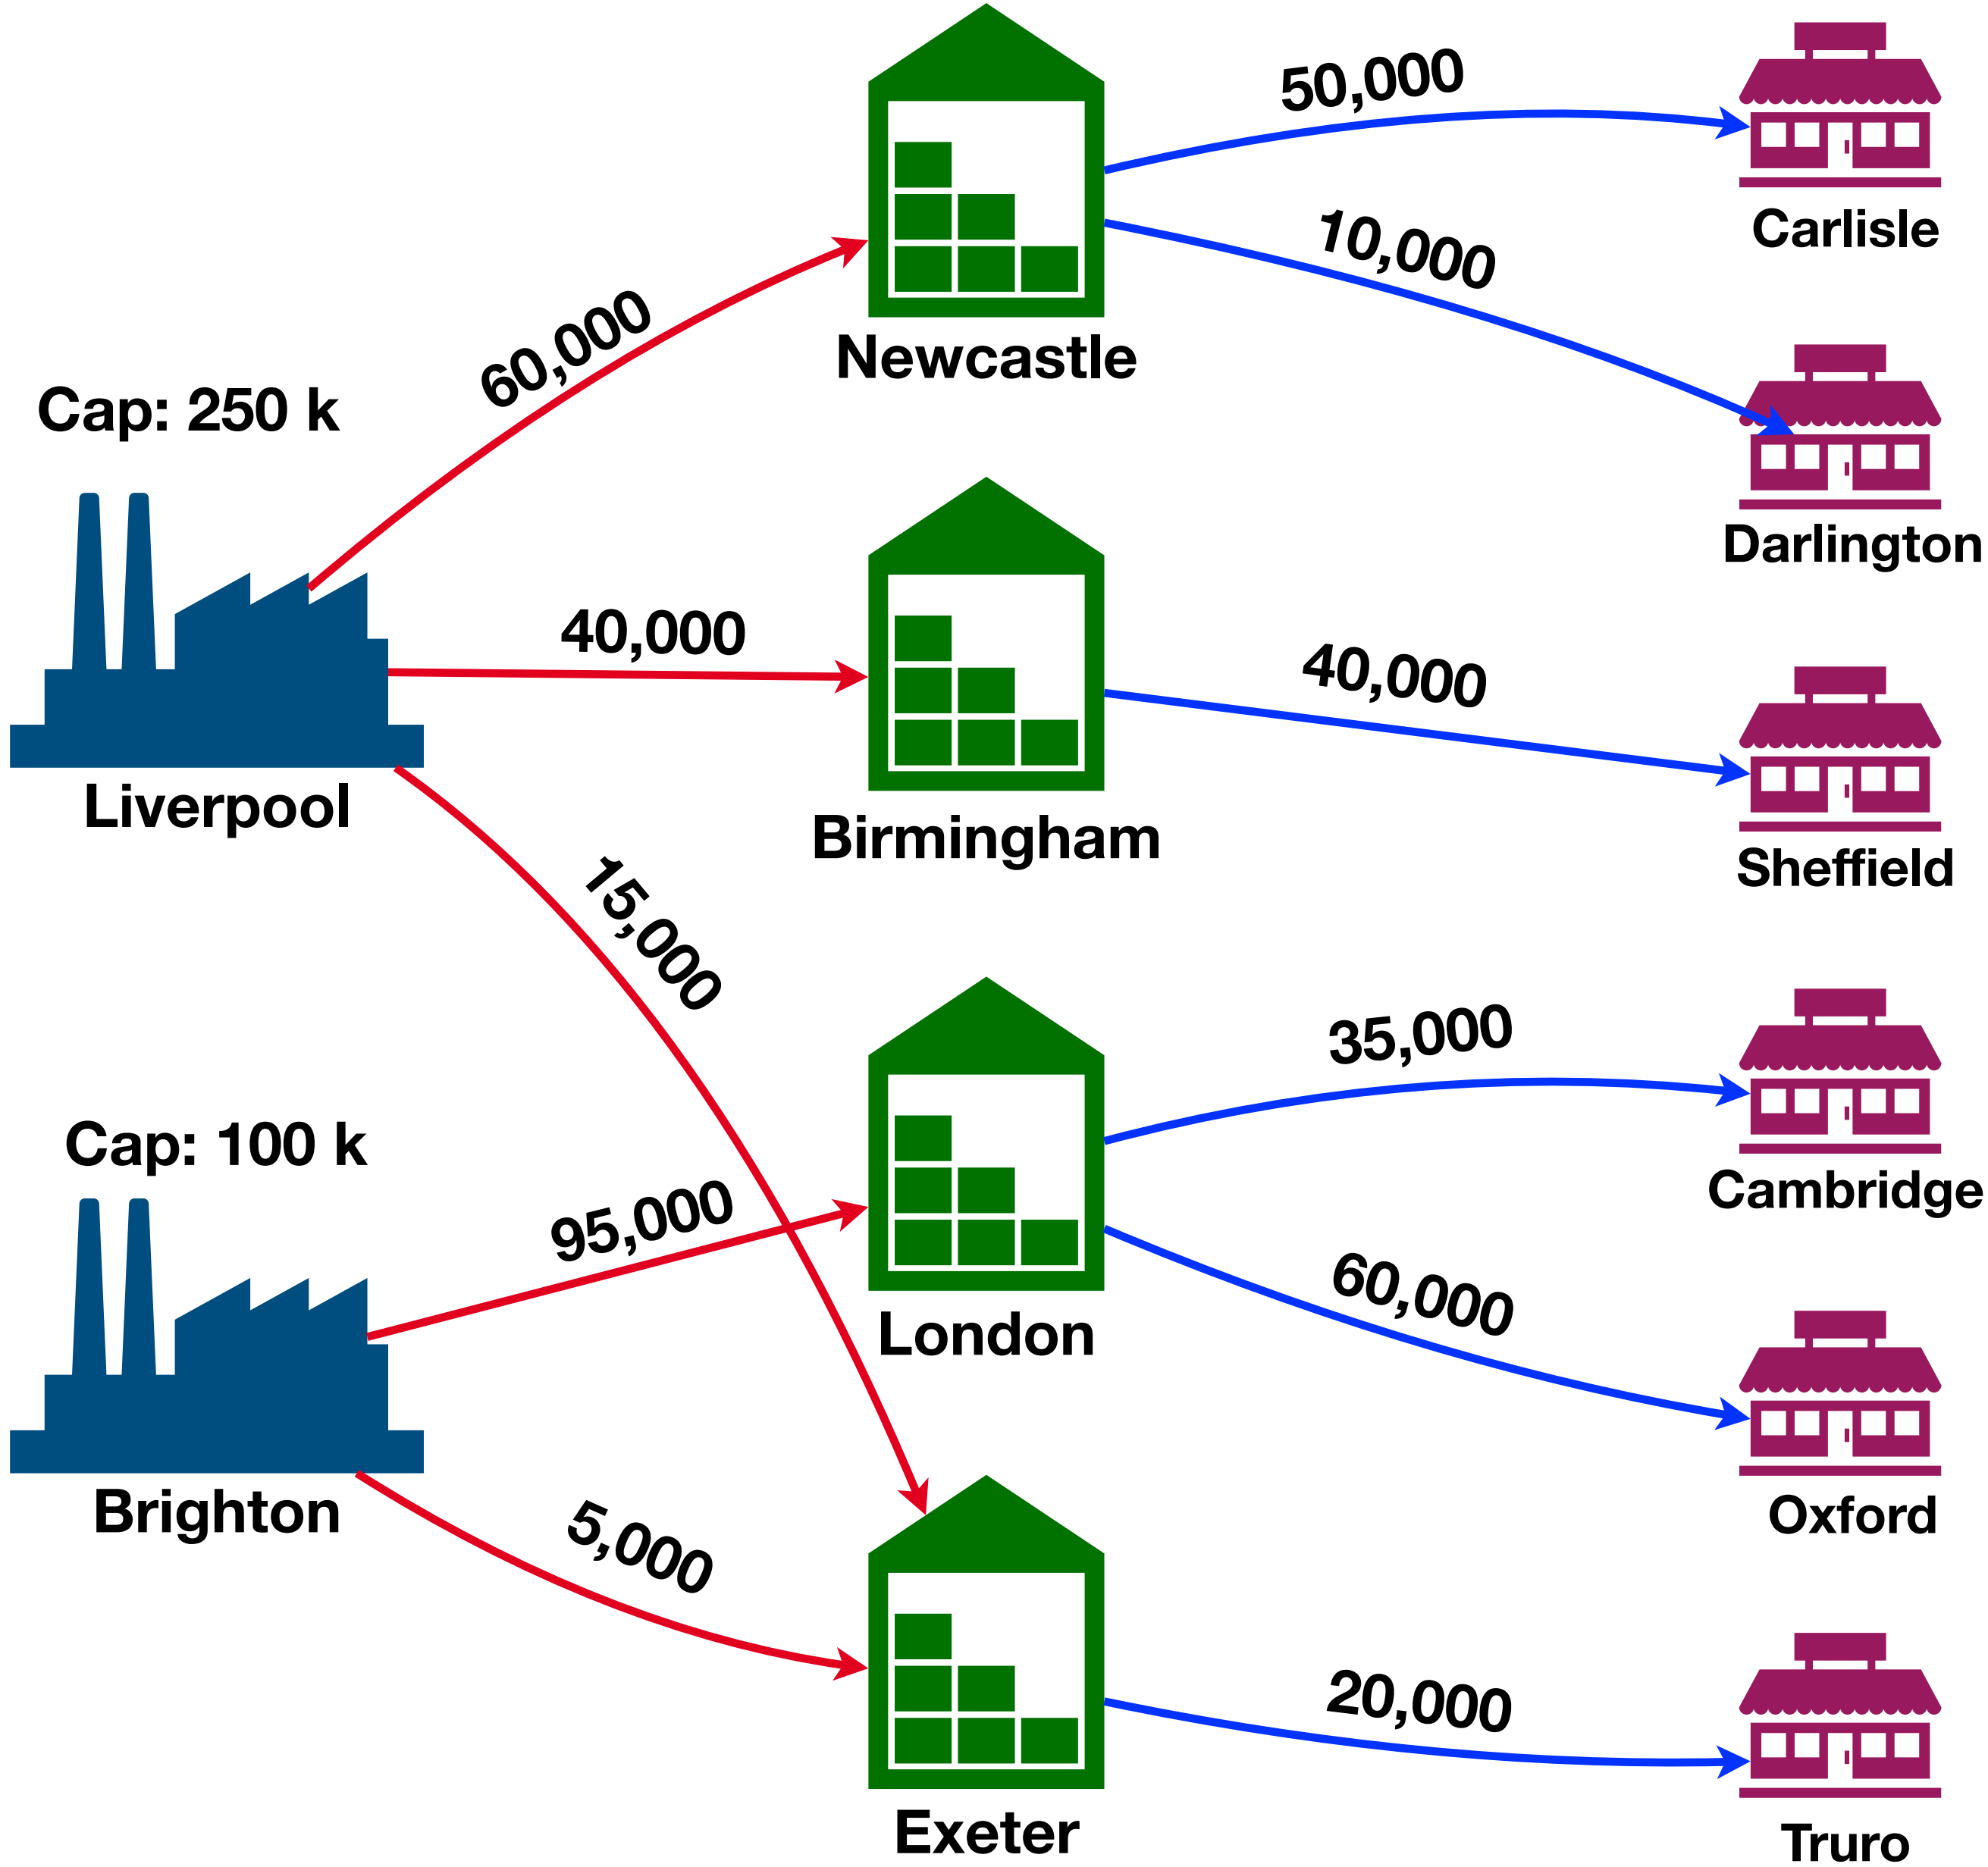 50,000
Carlisle
10,000
60,000
Newcastle
Cap: 250 k
Darlington
40,000
40,000
Liverpool
Birmingham
Sheffield
15,000
35,000
Cap: 100 k
Cambridge
95,000
60,000
London
Brighton
Oxford
5,000
20,000
Exeter
Truro